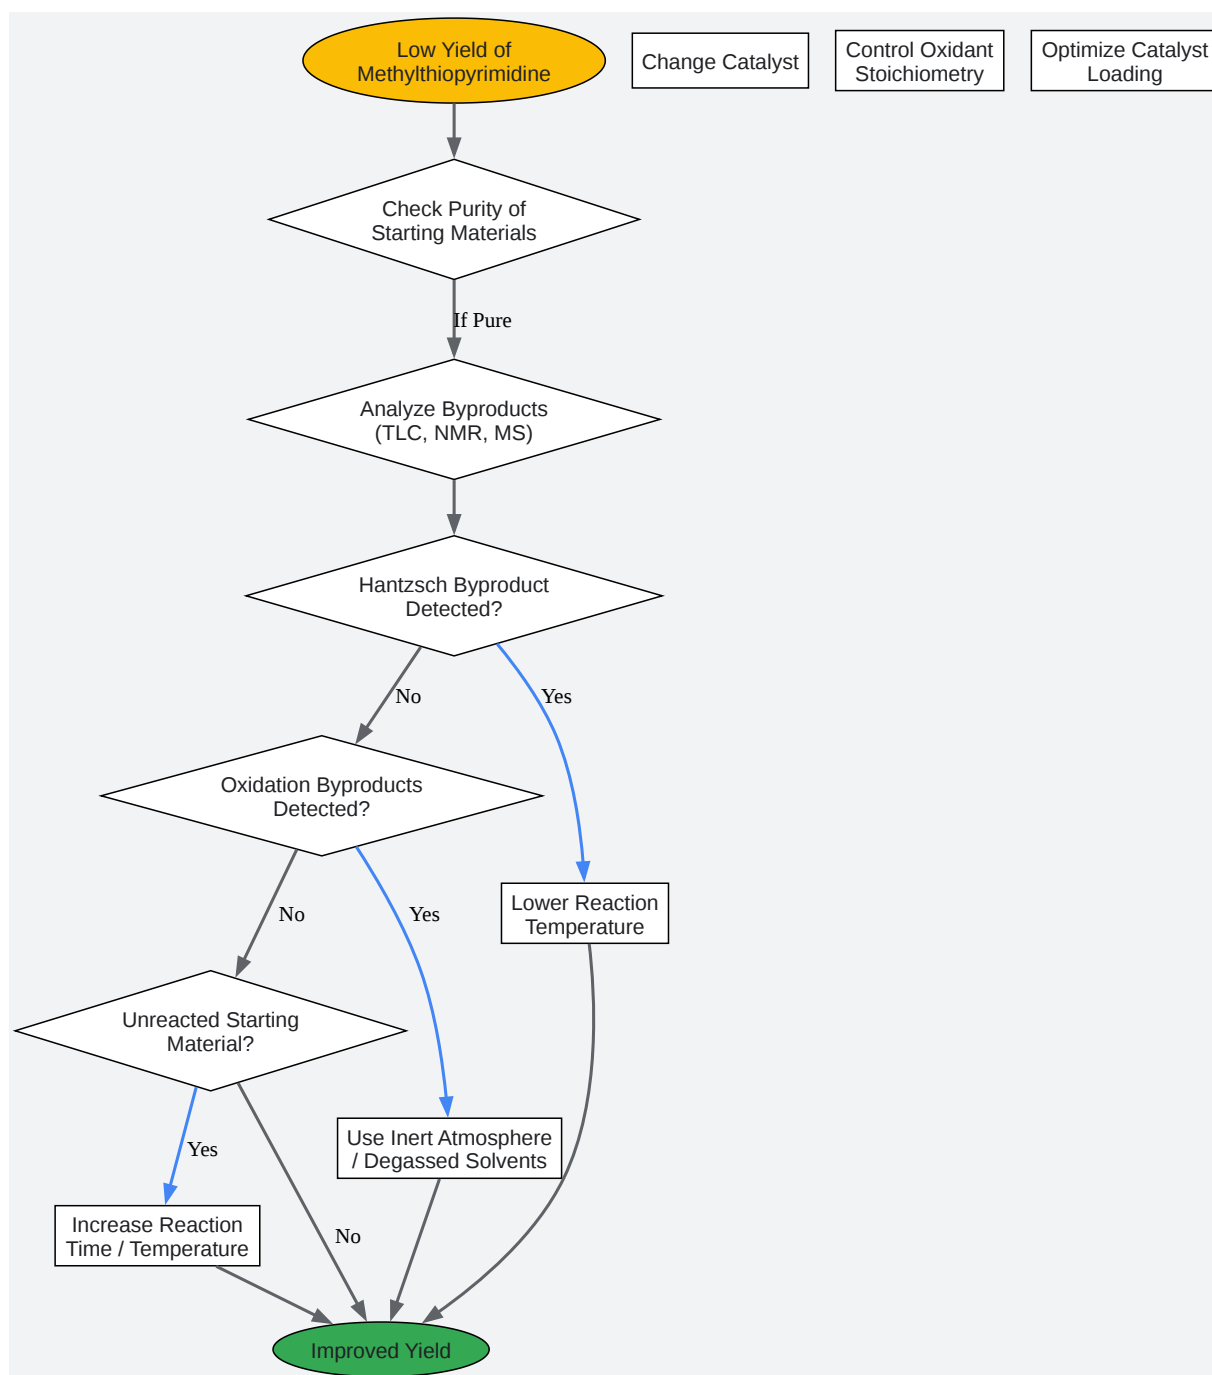 Low Yield of
Methylthiopyrimidine
Change Catalyst
Control Oxidant
Stoichiometry
Optimize Catalyst
Loading
Check Purity of
Starting Materials
If Pure
Analyze Byproducts
(TLC, NMR, MS)
Hantzsch Byproduct
Detected?
No
Yes
Oxidation Byproducts
Detected?
Lower Reaction
Temperature
No
Yes
Unreacted Starting
Material?
Use Inert Atmosphere
/ Degassed Solvents
Yes
Increase Reaction
Time / Temperature
No
Improved Yield